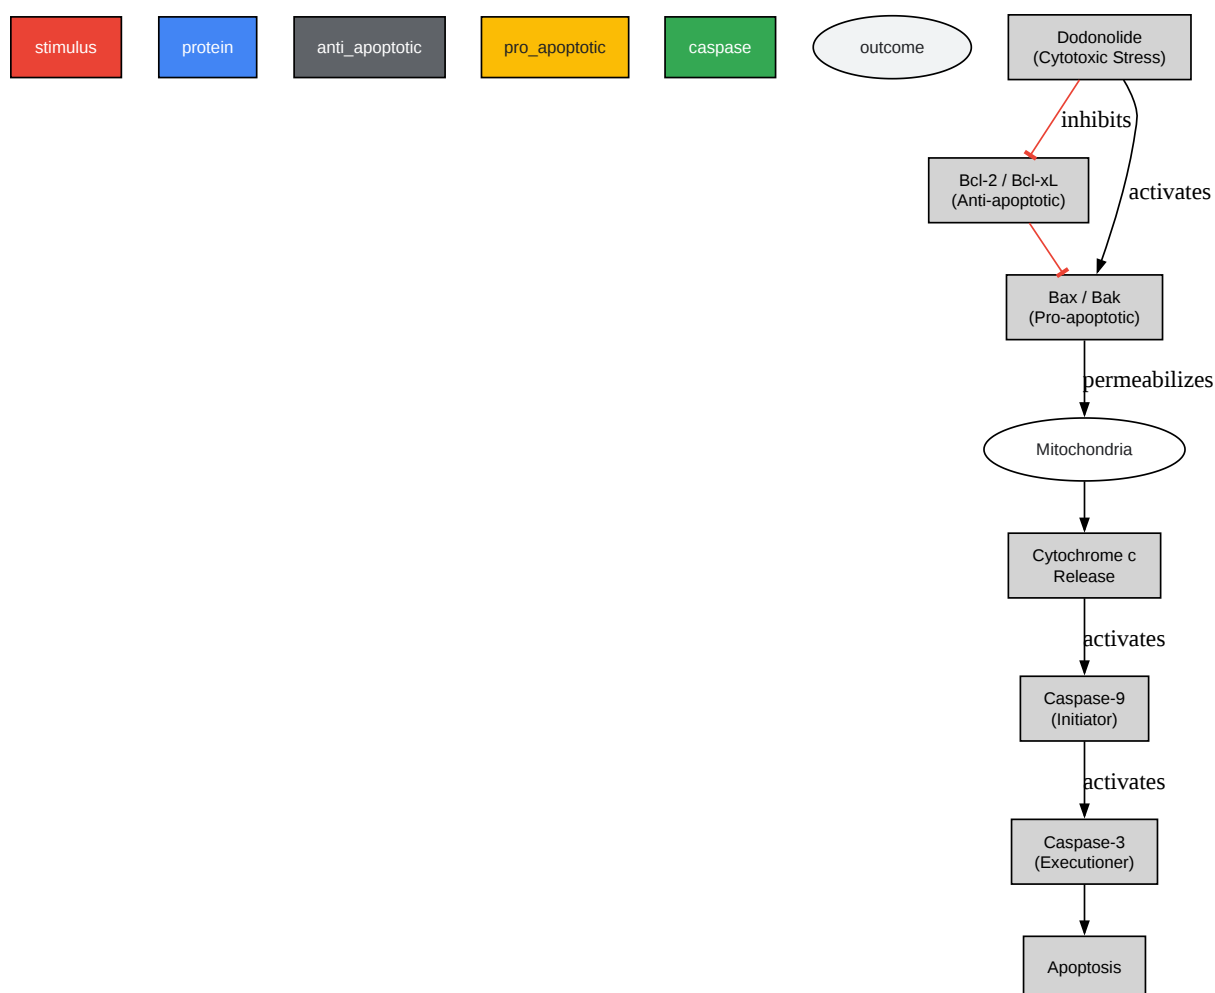 stimulus
protein
anti_apoptotic
pro_apoptotic
caspase
outcome
Dodonolide
(Cytotoxic Stress)
inhibits
Bcl-2 / Bcl-xL
(Anti-apoptotic)
activates
Bax / Bak
(Pro-apoptotic)
permeabilizes
Mitochondria
Cytochrome c
Release
activates
Caspase-9
(Initiator)
activates
Caspase-3
(Executioner)
Apoptosis